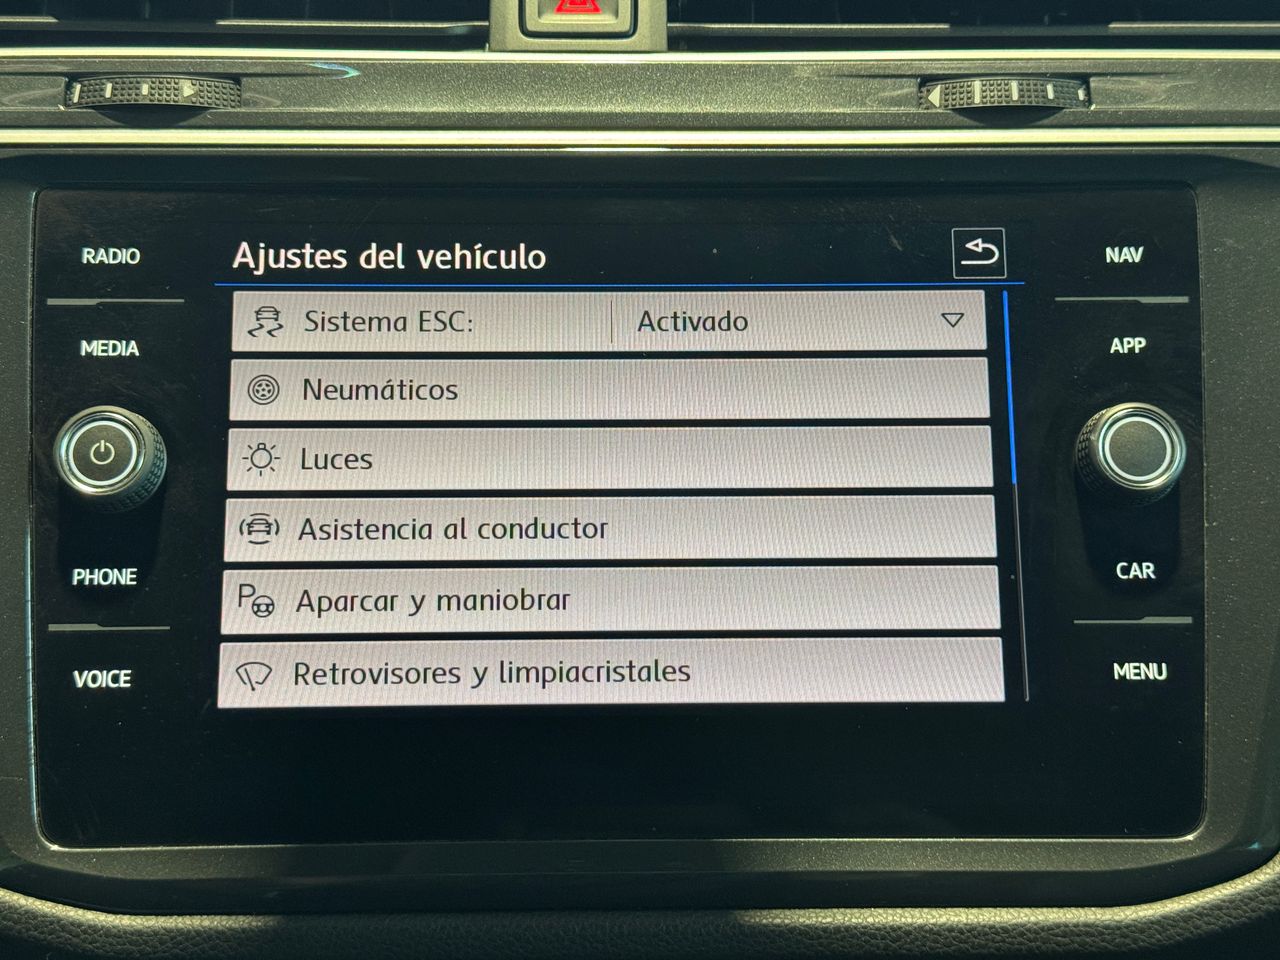 RADIO
MEDIA
PHONE
VOICE
Ajustes del vehículo
Sistema ESC: Activado
Neumáticos
Luces
Asistencia al conductor
P Aparcar y maniobrar
Retrovisores y limpiacristales
NAV
APP
CAR
MENU